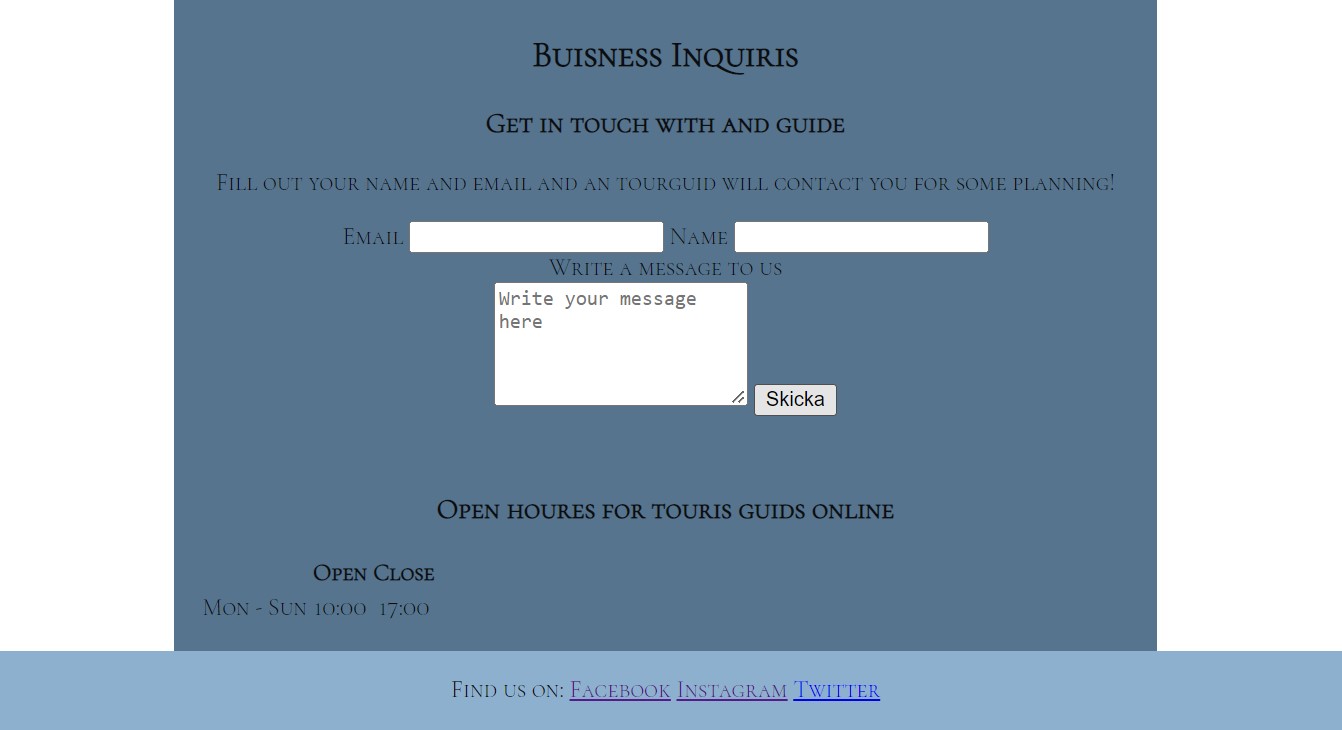 Buisness Inquiris
Get in touch with and guide
Fill out your name and email and an tourguid will contact you for some planning!
Email Name
Write a message to us
Write your message
here
Skicka
Open houres for touris guids online
Open Close
Mon - Sun 10:00 17:00
Find us on: Facebook Instagram Twitter